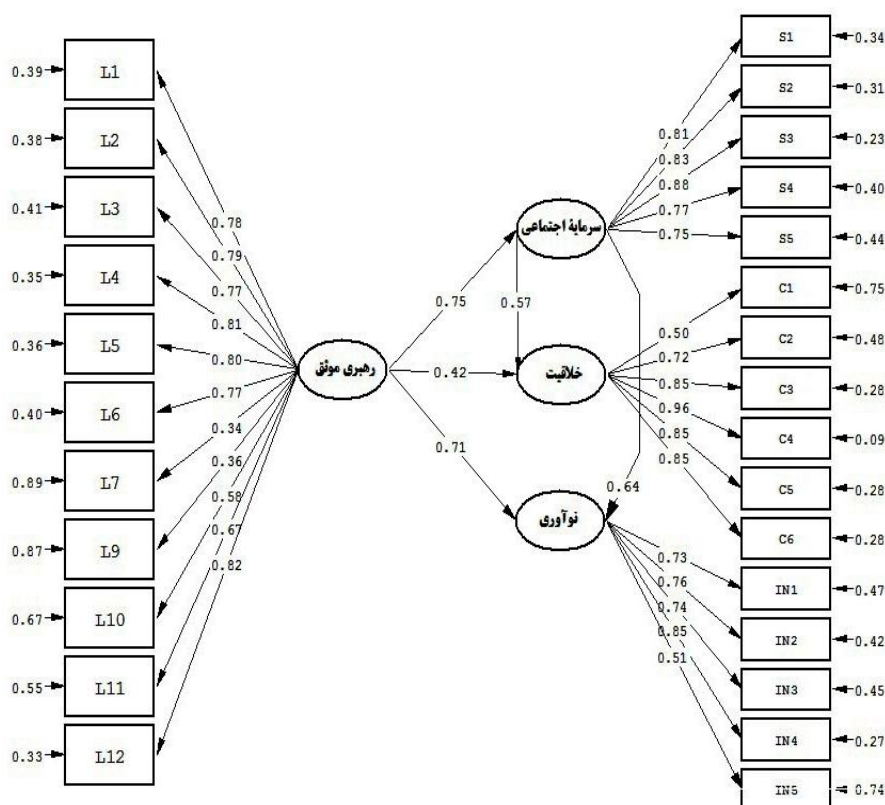 0.39
L1
0.38
L2
0.41
L3
0.35
L4
0.36
L5
0.40
L6
0.89
L7
0.87
L9
0.67
L10
0.55
L11
0.33
L12
0.78
0.79
0.77
0.81
0.80
0.77
0.34
0.36
0.58
0.67
0.82
رهبری موثق
0.75
0.42
0.71
سرمایهٔ اجتماعی
0.57
خلاقیت
نوآوری
0.64
0.81
0.83
0.88
0.77
0.75
0.50
0.72
0.85
0.96
0.85
0.85
0.73
0.76
0.74
0.85
0.51
S1
0.34
S2
0.31
S3
0.23
S4
0.40
S5
0.44
C1
0.75
C2
0.48
C3
0.28
C4
0.09
C5
0.28
C6
0.28
IN1
0.47
IN2
0.42
IN3
0.45
IN4
0.27
IN5
0.74